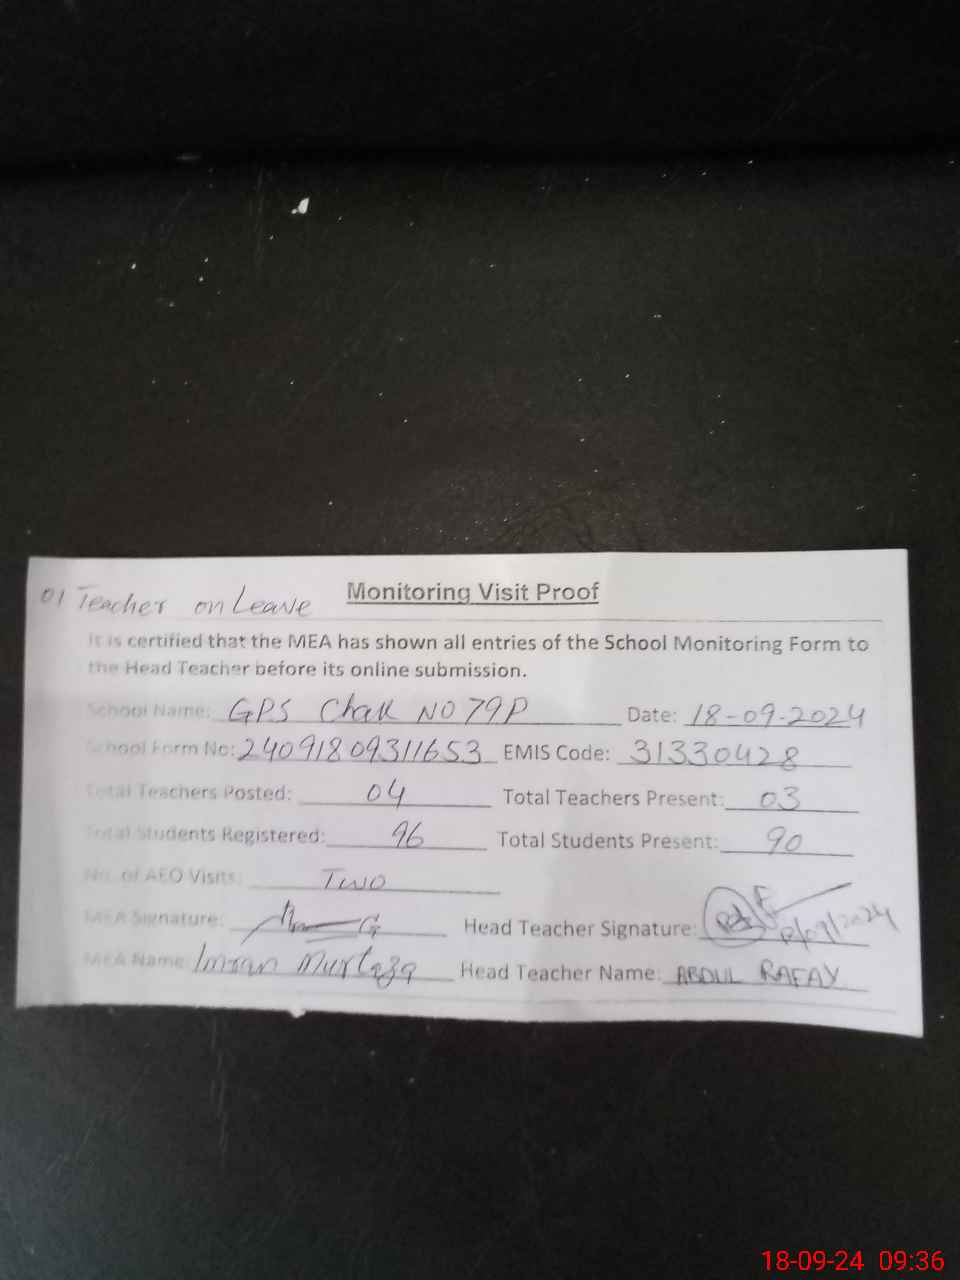 01 Teacher on Leave Monitoring Visit Proof
It is certified that the MEA has shown all entries of the School Monitoring Form to
the Head Teacher before its online submission.
School Name: GPS Chak NO 79P Date: 18-09-2024
School Form No: 24091809311653 EMIS Code: 31330428
Total Teachers Posted: 04 Total Teachers Present: 03
Total Students Registered: 96 Total Students Present: 90
No. of AEO Visits: Two
MEA Signature: Head Teacher Signature:
MEA Name: Imran Murtaza Head Teacher Name: ABDUL RAFAY
18-09-24 09:36